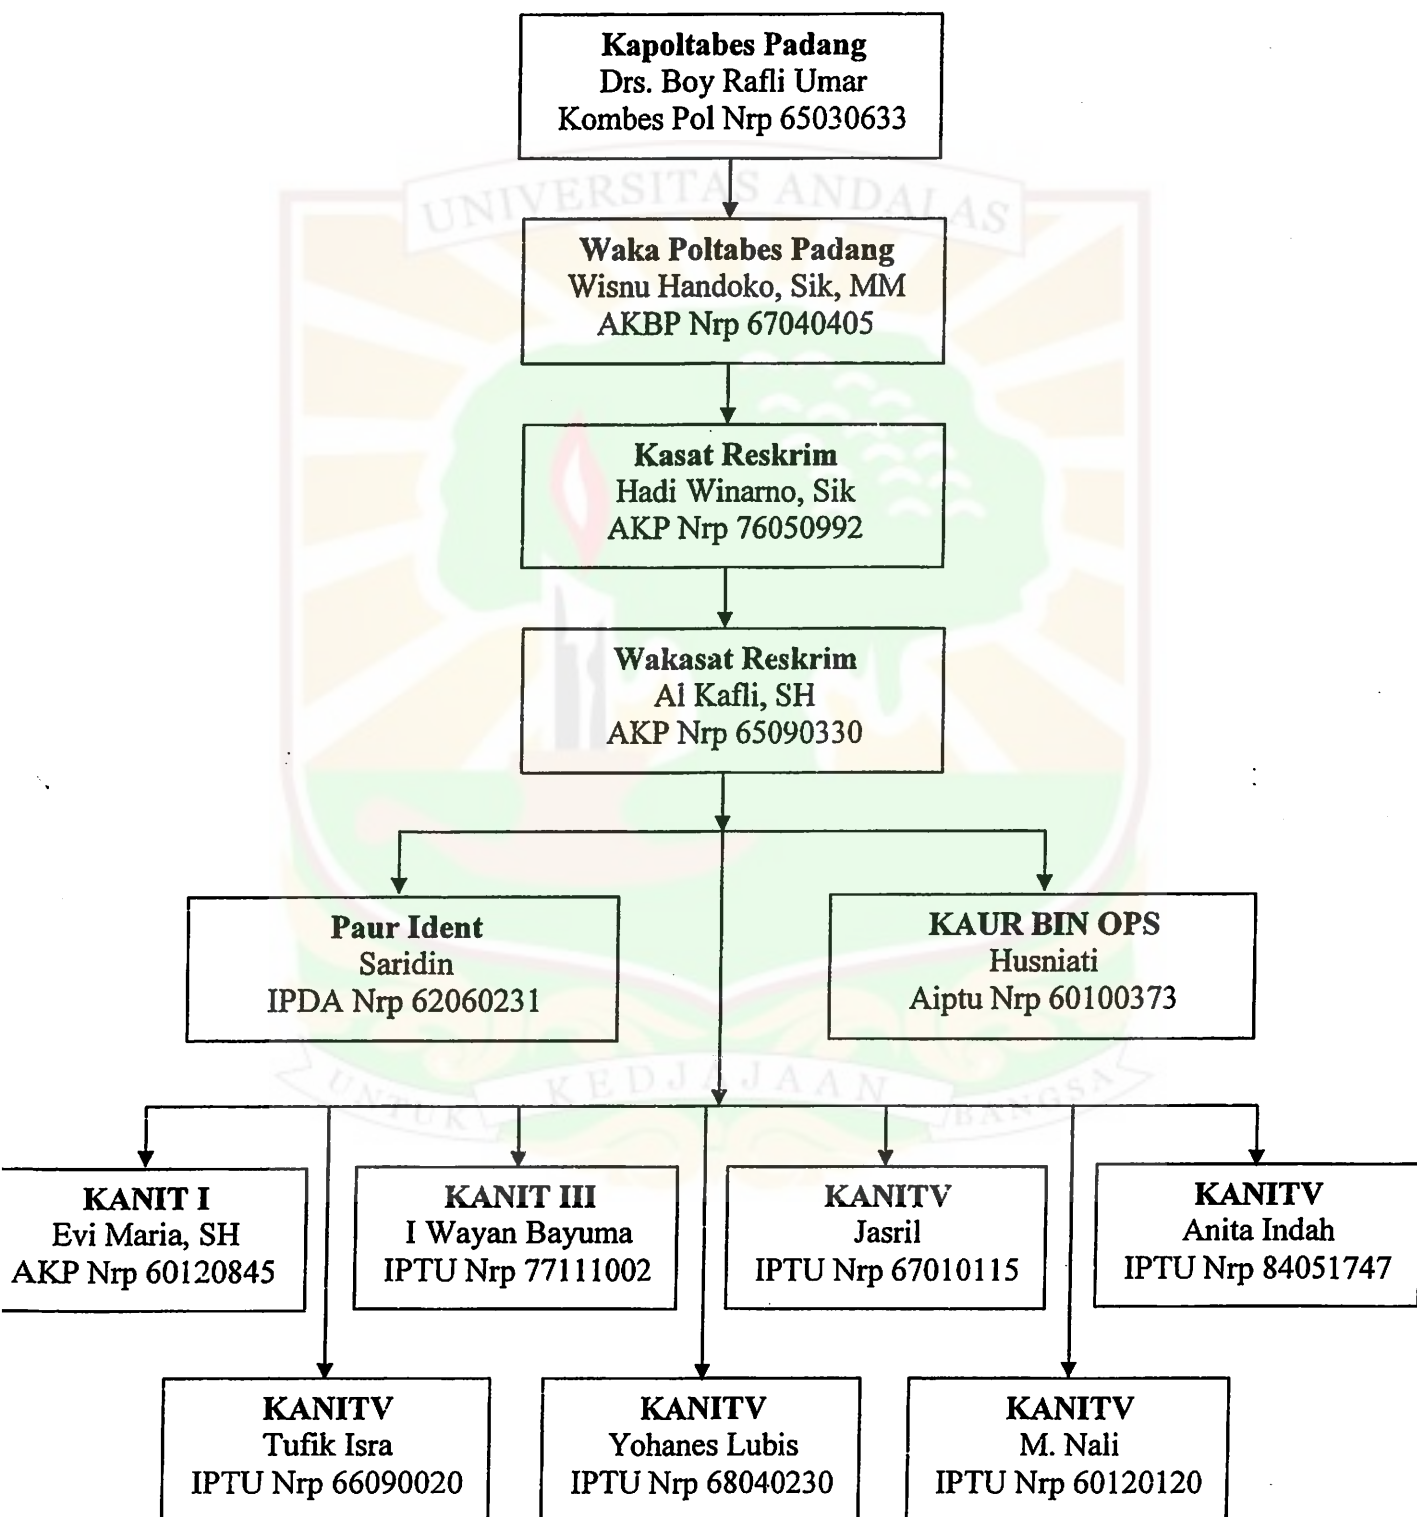 Kapoltabes Padang
Drs. Boy Rafli Umar
Kombes Pol Nrp 65030633
UNIVERSITAS ANDALAS
Waka Poltabes Padang
Wisnu Handoko, Sik, MM
AKBP Nrp 67040405
Kasat Reskrim
Hadi Winarno, Sik
AKP Nrp 76050992
Wakasat Reskrim
Al Kafli, SH
AKP Nrp 65090330
Paur Ident
Saridin
IPDA Nrp 62060231
KAUR BIN OPS
Husniati
Aiptu Nrp 60100373
UNTUK KEDJAJAAN BANGSA
KANIT I
Evi Maria, SH
AKP Nrp 60120845
KANIT III
I Wayan Bayuma
IPTU Nrp 77111002
KANITV
Jasril
IPTU Nrp 67010115
KANITV
Anita Indah
IPTU Nrp 84051747
KANITV
Tufik Isra
IPTU Nrp 66090020
KANITV
Yohanes Lubis
IPTU Nrp 68040230
KANITV
M. Nali
IPTU Nrp 60120120